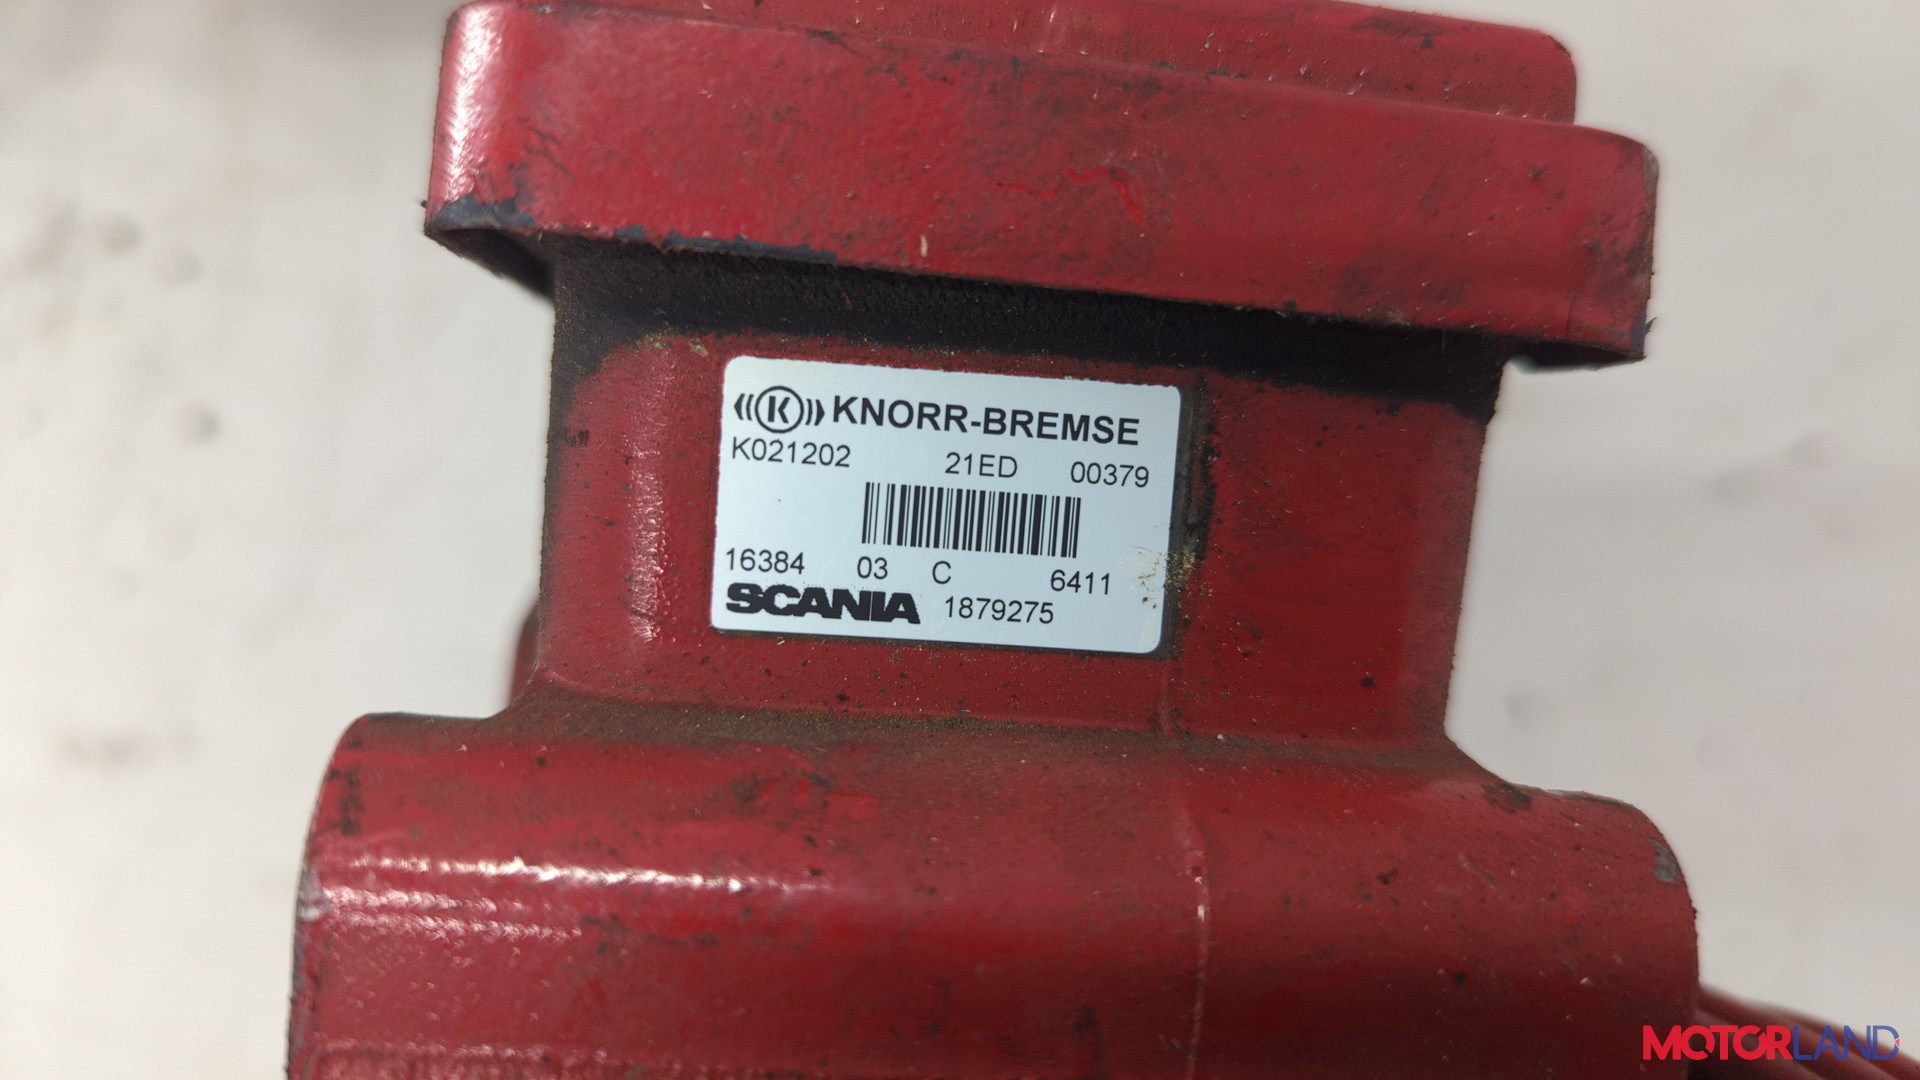 ((K)) KNORR-BREMSE
K021202 21ED 00379
16384 03 C 6411
SCANIA 1879275
MOTORLAND